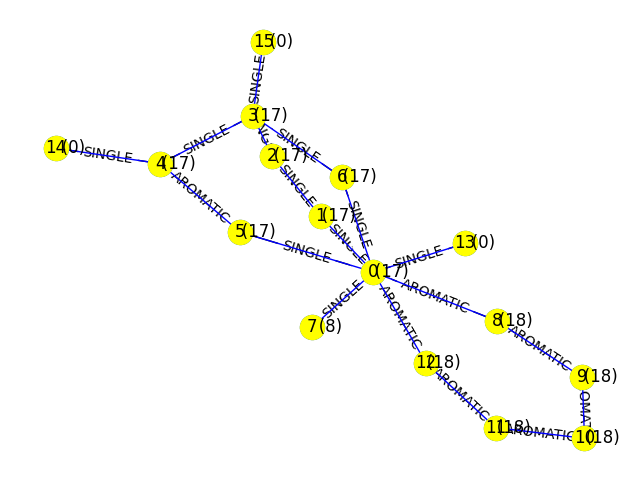 15(0)
SINGLE
3(17)
SINGLE
SINGLE
14(0)
SINGLE
4(17)
2(17)
6(17)
AROMATIC
SINGLE
1(17)
SINGLE
5(17)
SINGLE
SINGLE
13(0)
SINGLE
0(17)
SINGLE
AROMATIC
7(8)
AROMATIC
8(18)
AROMATIC
12(18)
9(18)
AROMATIC
11(18)
AROMATIC
10(18)